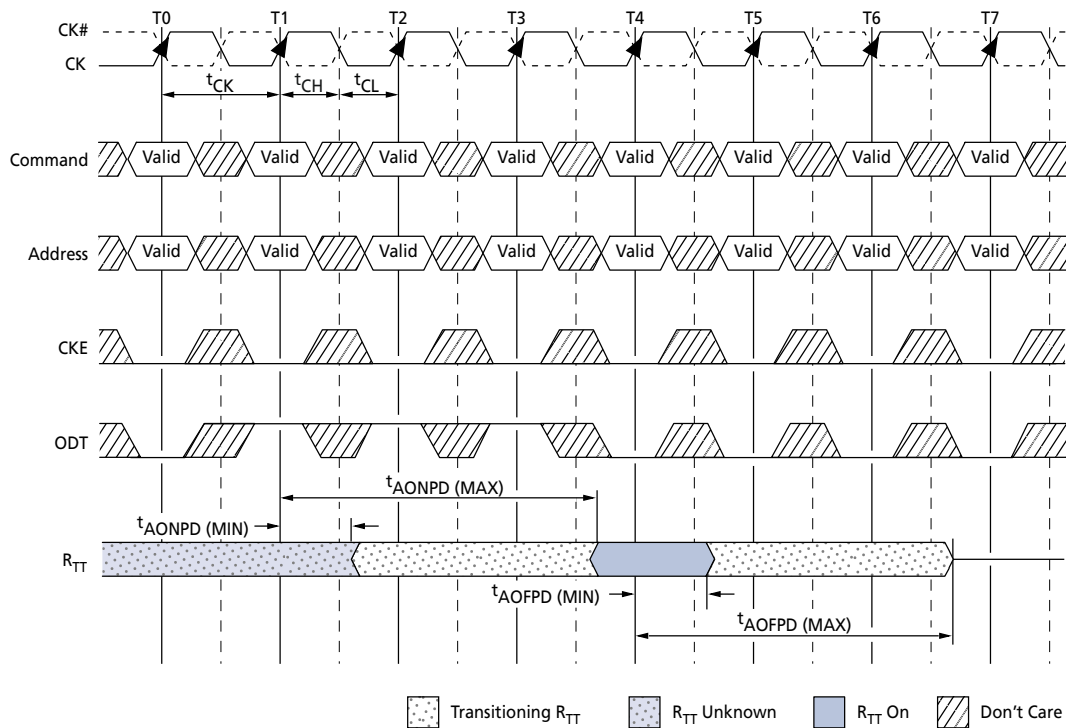 T0 T1 T2 T3 T4 T5 T6 T7
CK#
CK
tCK tCH tCL
Command Valid Valid Valid Valid Valid Valid Valid Valid
Address Valid Valid Valid Valid Valid Valid Valid Valid
CKE
ODT
tAONPD (MAX)
tAONPD (MIN)
RTT
tAOFPD (MIN)
tAOFPD (MAX)
Transitioning RTT RTT Unknown RTT On Don't Care